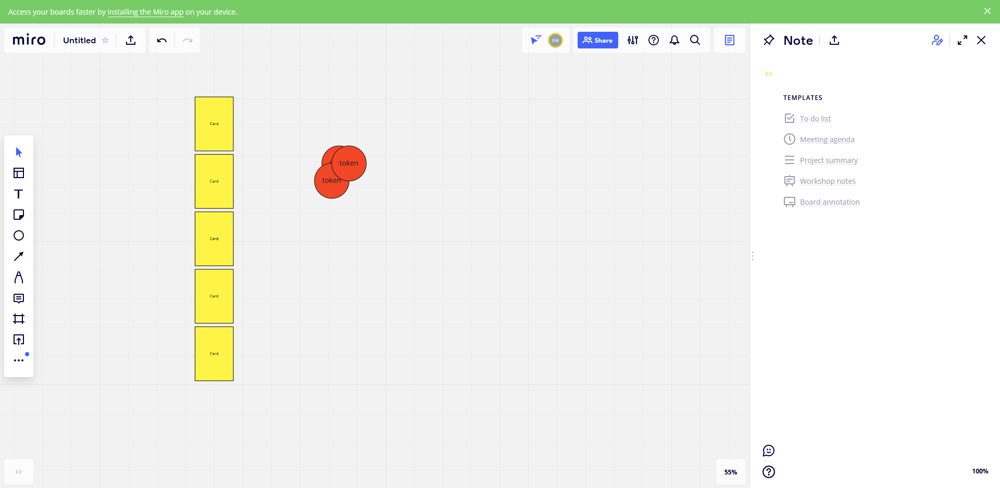 Access your boards faster by installing the Miro app on your device.
miro
Untitled
EH
Share
Note
EH
TEMPLATES
To do list
Meeting agenda
Project summary
Workshop notes
Board annotation
Card
Card
Card
Card
Card
token
token
55%
100%